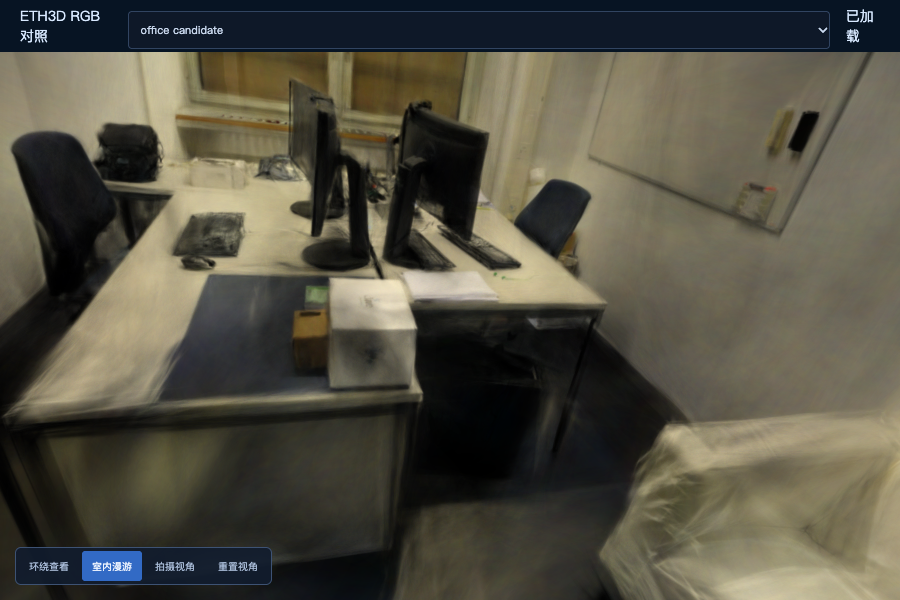 ETH3D RGB
对照
office candidate
已加
载
环绕查看
室内漫游
拍摄视角
重置视角